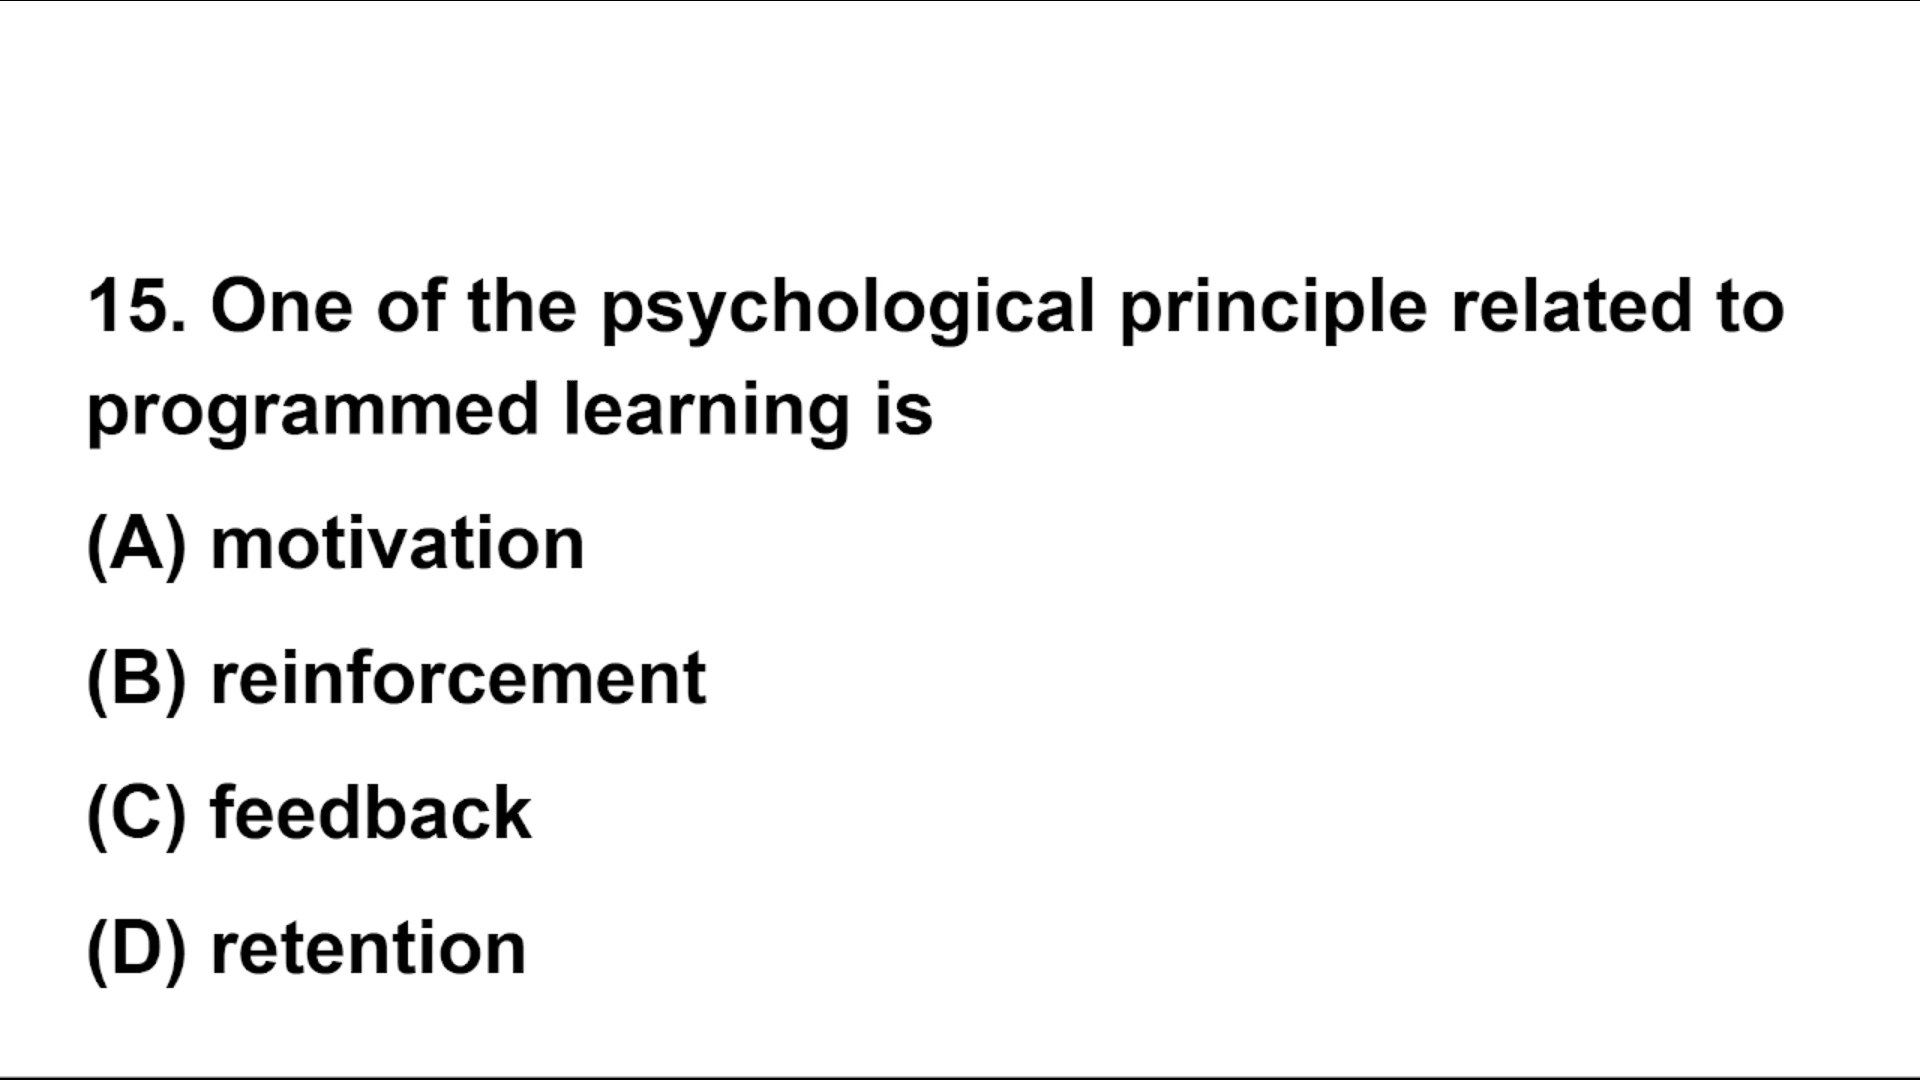 15. One of the psychological principle related to
programmed learning is
(A) motivation
(B) reinforcement
(C) feedback
(D) retention